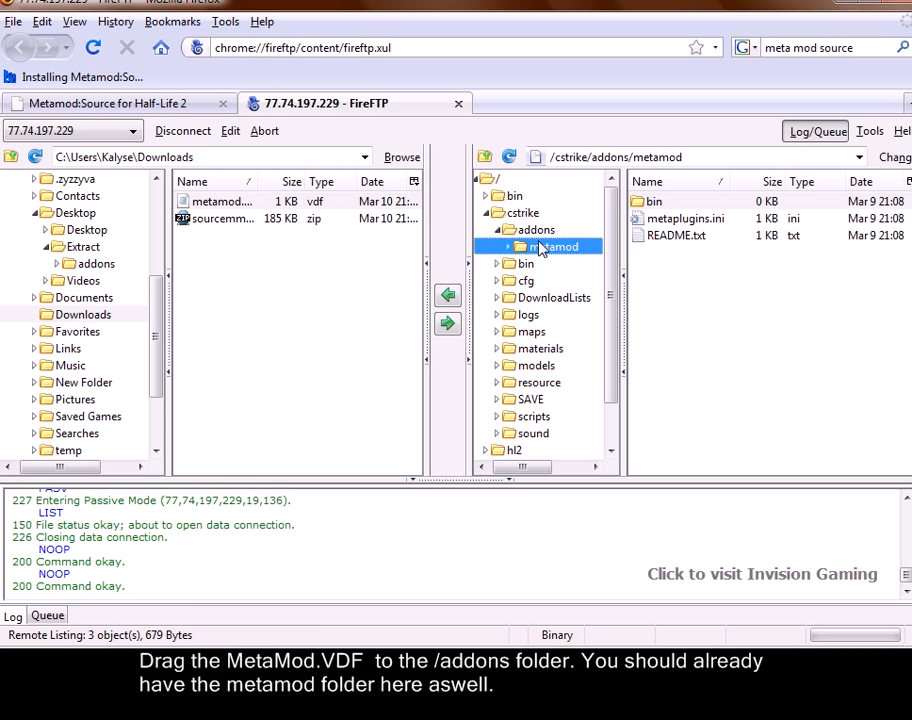 77.74.197.229 - FireFTP - Mozilla Firefox
File Edit View History Bookmarks Tools Help
chrome://fireftp/content/fireftp.xul
meta mod source
Installing Metamod:So...
Metamod:Source for Half-Life 2
77.74.197.229 - FireFTP
77.74.197.229 Disconnect Edit Abort Log/Queue Tools Hel
C:\Users\Kalyse\Downloads Browse /cstrike/addons/metamod Chang
.zyzzyva
Contacts
Desktop
Desktop
Extract
addons
Videos
Documents
Downloads
Favorites
Links
Music
New Folder
Pictures
Saved Games
Searches
temp
Name Size Type Date
metamod.... 1 KB vdf Mar 10 21:...
sourcemm... 185 KB zip Mar 10 21:...
/
bin
cstrike
addons
metamod
bin
cfg
DownloadLists
logs
maps
materials
models
resource
SAVE
scripts
sound
hl2
Name Size Type Date
bin 0 KB Mar 9 21:08
metaplugins.ini 1 KB ini Mar 9 21:08
README.txt 1 KB txt Mar 9 21:08
PASV
227 Entering Passive Mode (77,74,197,229,19,136).
LIST
150 File status okay; about to open data connection.
226 Closing data connection.
NOOP
200 Command okay.
NOOP
200 Command okay.
Click to visit Invision Gaming
Log Queue
Remote Listing: 3 object(s), 679 Bytes Binary
Drag the MetaMod.VDF to the /addons folder. You should already
have the metamod folder here aswell.